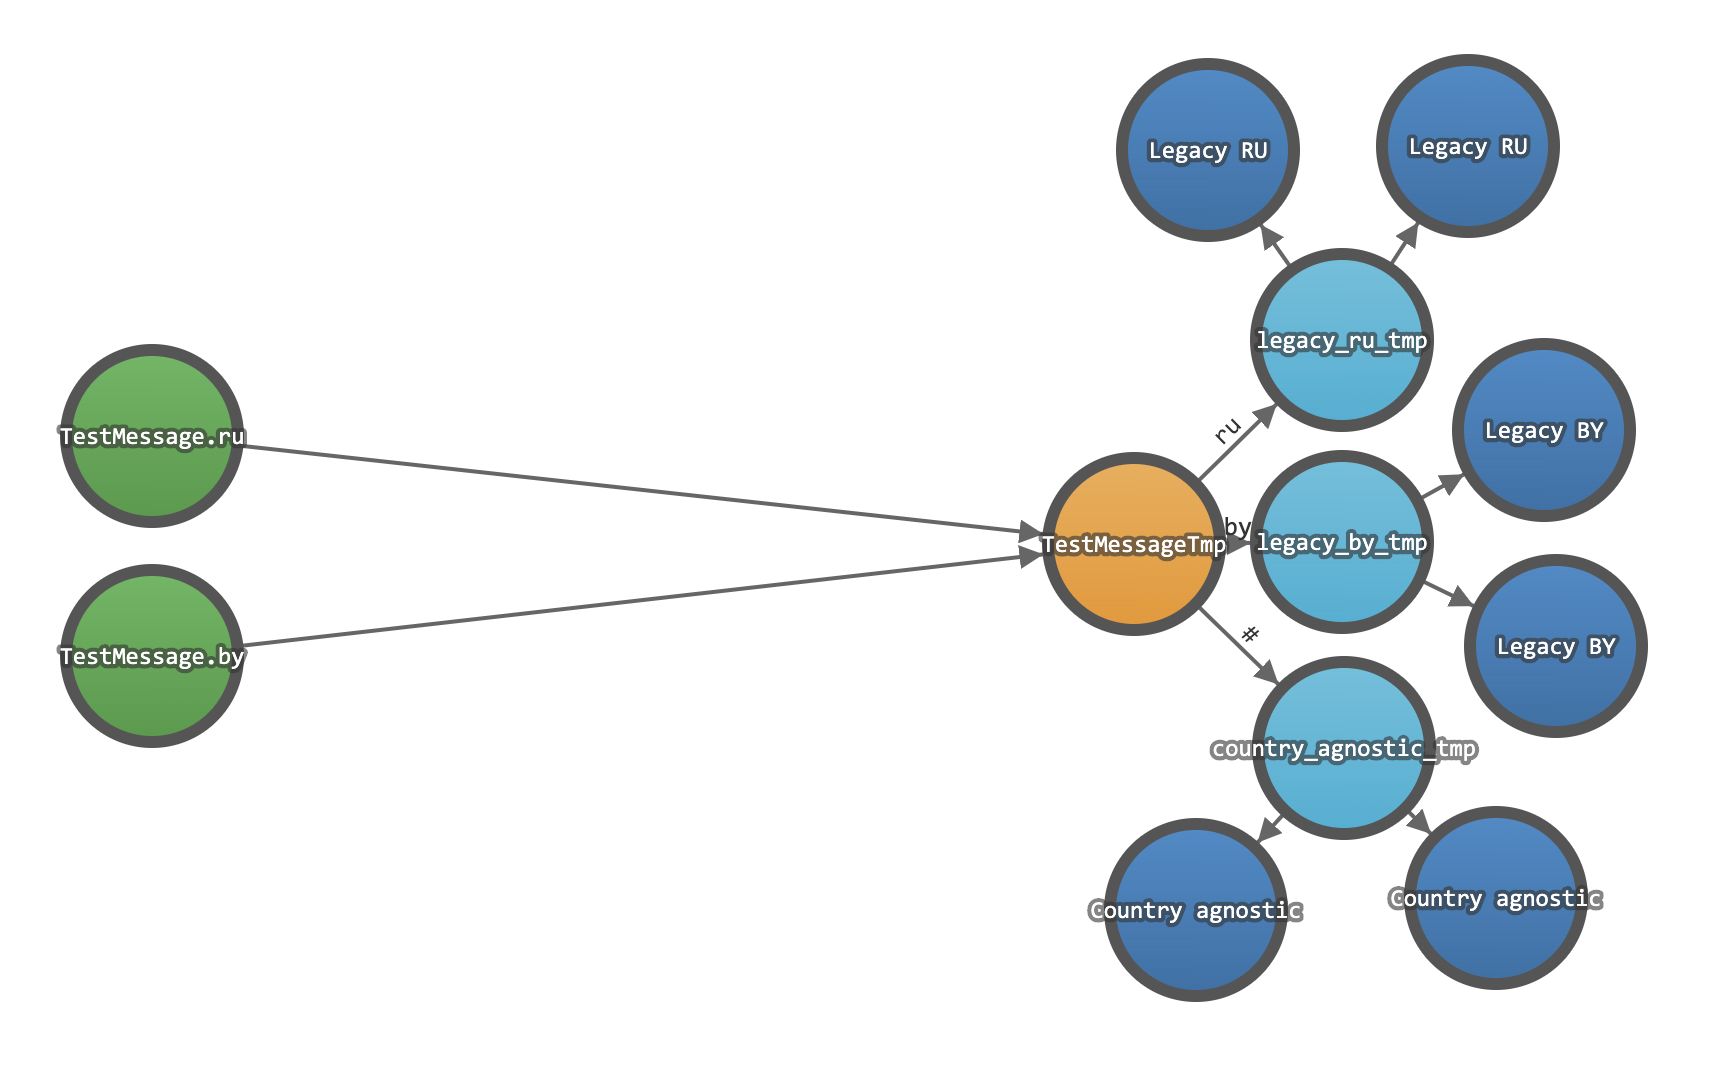 Legacy RU
Legacy RU
legacy_ru_tmp
ru
Legacy BY
TestMessage.ru
by
TestMessageTmp
legacy_by_tmp
#
Legacy BY
TestMessage.by
country_agnostic_tmp
Country agnostic
Country agnostic